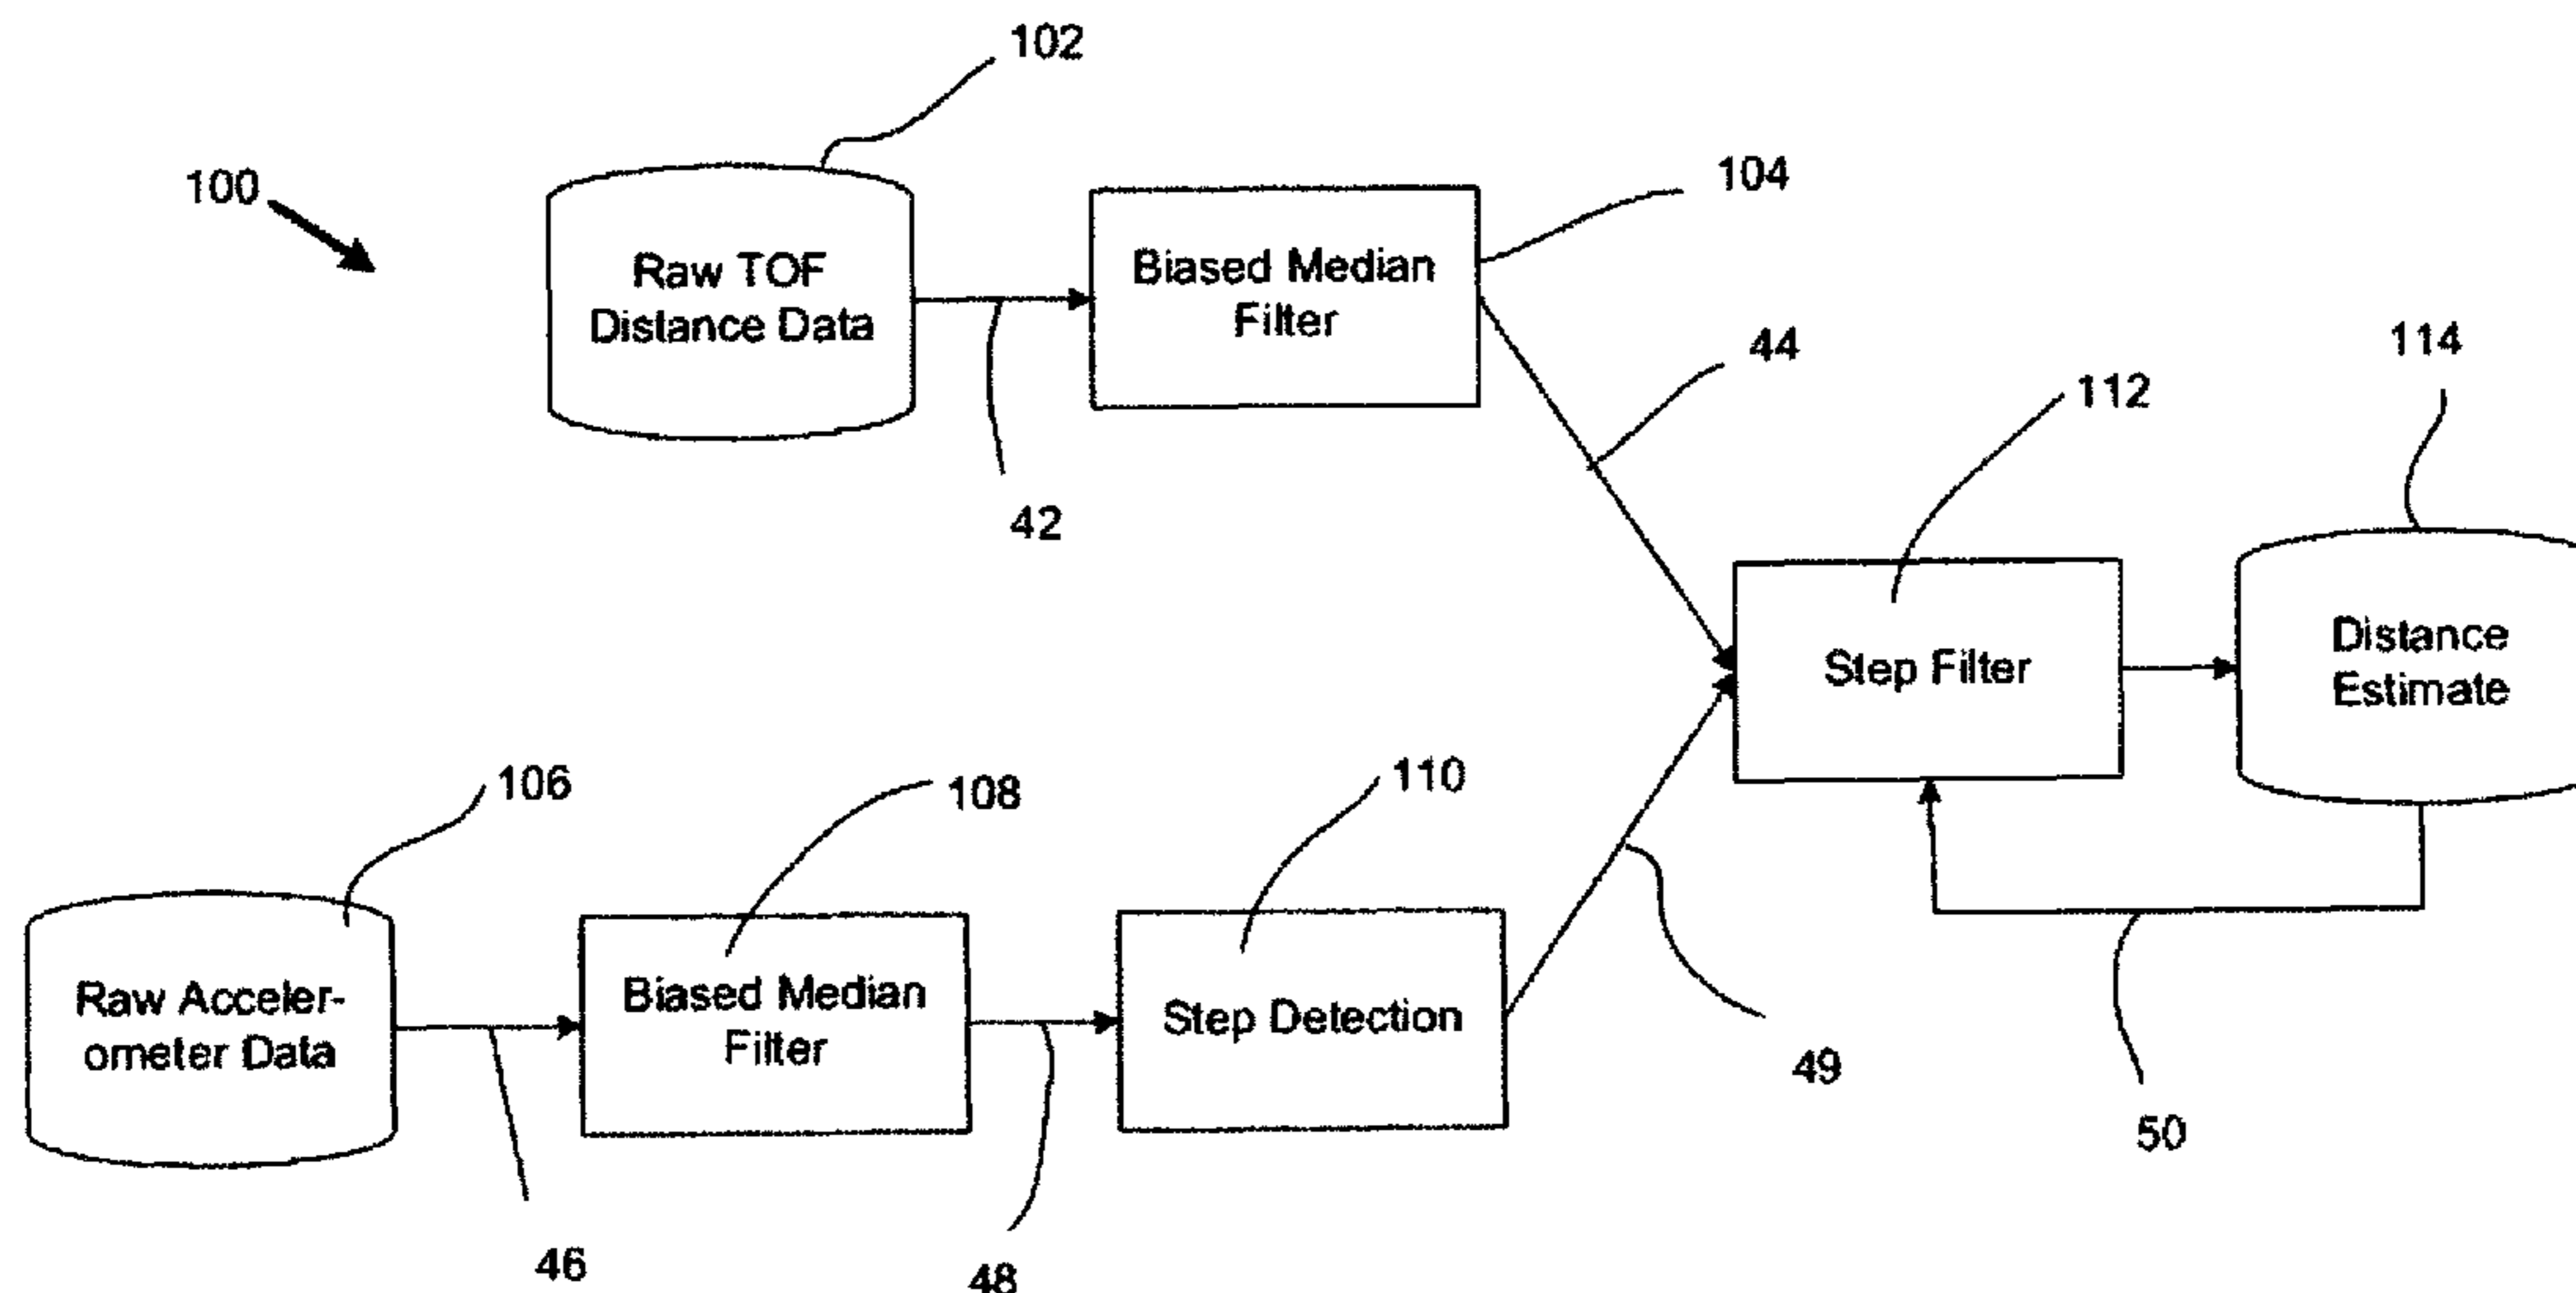 102
100
104
Raw TOF
Distance Data
Biased Median
Filter
44
114
112
42
Distance
Estimate
Step Filter
106
108
110
Raw Acceler-
ometer Data
Biased Median
Filter
Step Detection
49
50
46
48